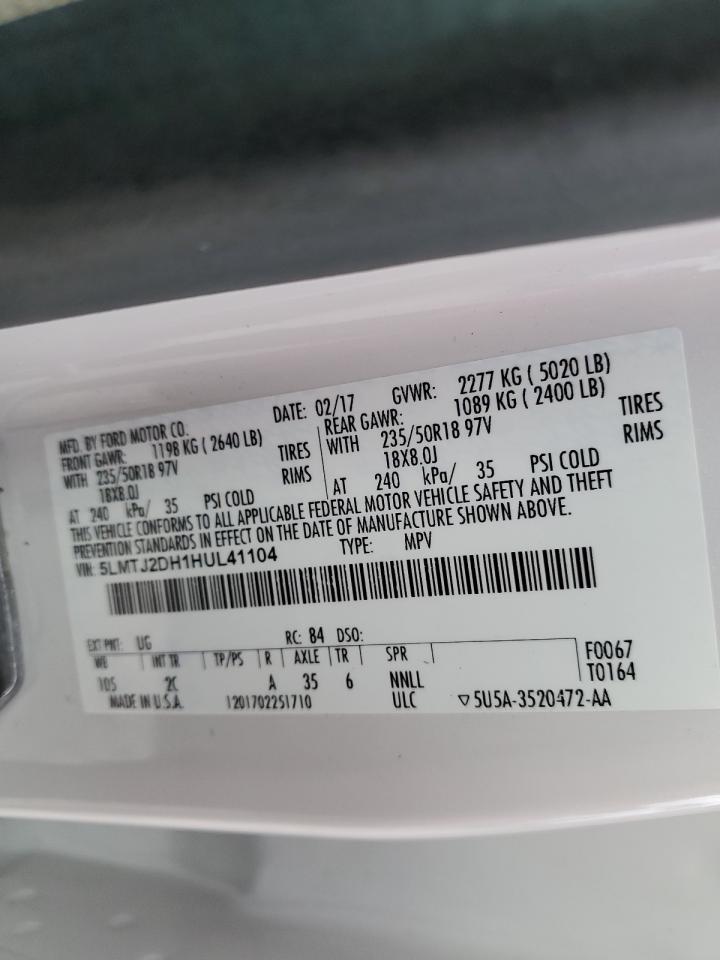 MFD. BY FORD MOTOR CO. DATE: 02/17 GVWR: 2277 KG ( 5020 LB)
FRONT GAWR: 1198 KG ( 2640 LB) REAR GAWR: 1089 KG ( 2400 LB)
WITH 235/50R18 97V TIRES WITH 235/50R18 97V TIRES
18X8.0J RIMS 18X8.0J RIMS
AT 240 kPa/ 35 PSI COLD AT 240 kPa/ 35 PSI COLD
THIS VEHICLE CONFORMS TO ALL APPLICABLE FEDERAL MOTOR VEHICLE SAFETY AND THEFT
PREVENTION STANDARDS IN EFFECT ON THE DATE OF MANUFACTURE SHOWN ABOVE.
VIN: 5LMTJ2DH1HUL41104 TYPE: MPV
EXT PNT: UG RC: 84 DSO:
WB INT TR TP/PS R AXLE TR SPR F0067
105 2C A 35 6 NNLL T0164
MADE IN U.S.A. 1201702251710 ULC ▽5U5A-3520472-AA